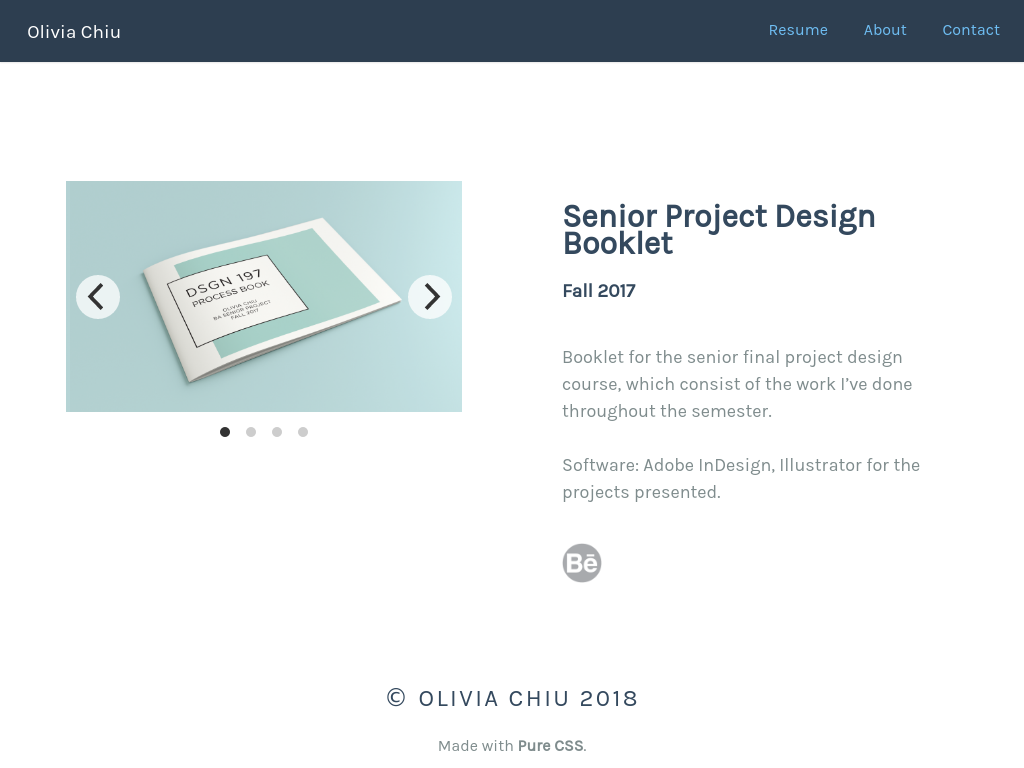 Olivia Chiu
Resume
About
Contact
DSGN 197
PROCESS BOOK
OLIVIA CHIU
BA SENIOR PROJECT
FALL 2017
Senior Project Design
Booklet
Fall 2017
Booklet for the senior final project design
course, which consist of the work I’ve done
throughout the semester.
Software: Adobe InDesign, Illustrator for the
projects presented.
Bē
© OLIVIA CHIU 2018
Made with Pure CSS.